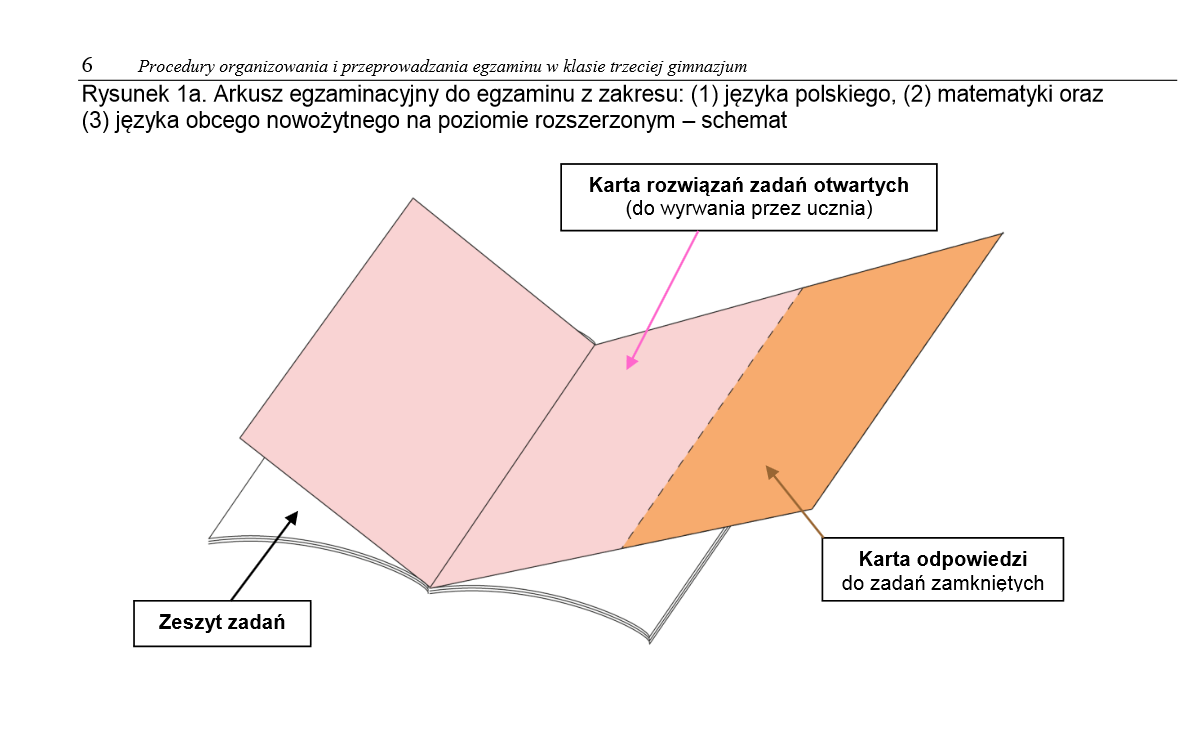 6 Procedury organizowania i przeprowadzania egzaminu w klasie trzeciej gimnazjum
Rysunek 1a. Arkusz egzaminacyjny do egzaminu z zakresu: (1) języka polskiego, (2) matematyki oraz
(3) języka obcego nowożytnego na poziomie rozszerzonym – schemat
Karta rozwiązań zadań otwartych
(do wyrwania przez ucznia)
Karta odpowiedzi
do zadań zamkniętych
Zeszyt zadań